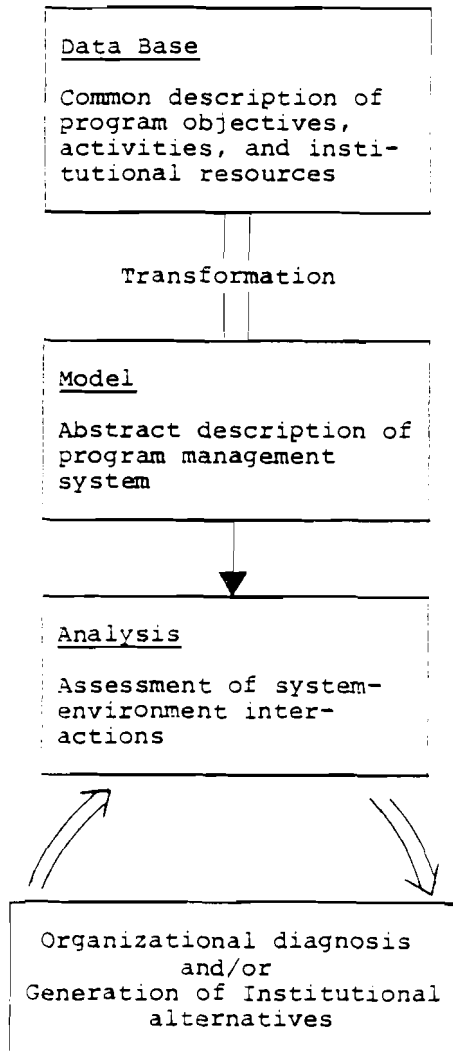 Data Base
Common description of
program objectives,
activities, and insti-
tutional resources
Transformation
Model
Abstract description of
program management
system
Analysis
Assessment of system-
environment inter-
actions
Organizational diagnosis
and/or
Generation of Institutional
alternatives